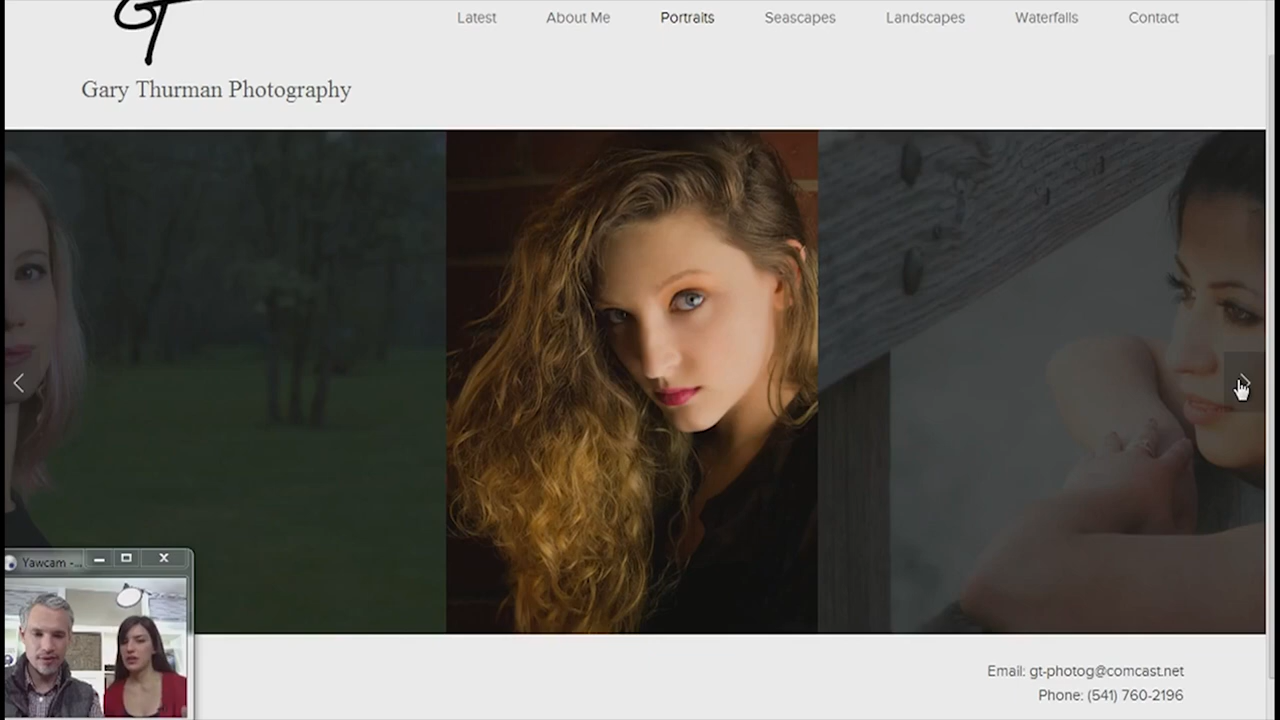 GT
Latest About Me Portraits Seascapes Landscapes Waterfalls Contact
Gary Thurman Photography
Yawcam -...
Email: gt-photog@comcast.net
Phone: (541) 760-2196